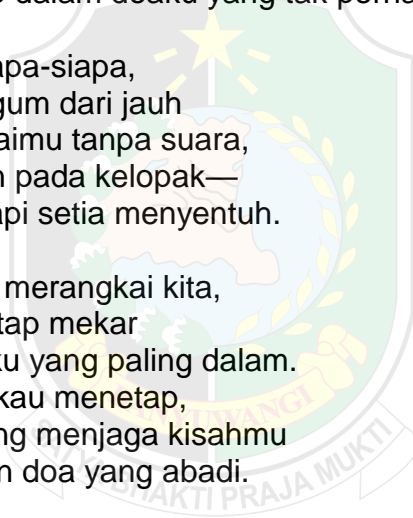 dalam doaku yang tak
apa-siapa,
gum dari jauh
aimu tanpa suara,
pada kelopak—
api setia menyentuh.
merangkai kita,
tap mekar
ku yang paling dalam.
kau menetap,
ng menjaga kisahmu
doa yang abadi.
BANYUWANGI
SATYA BHAKTI PRAJA MUKTI